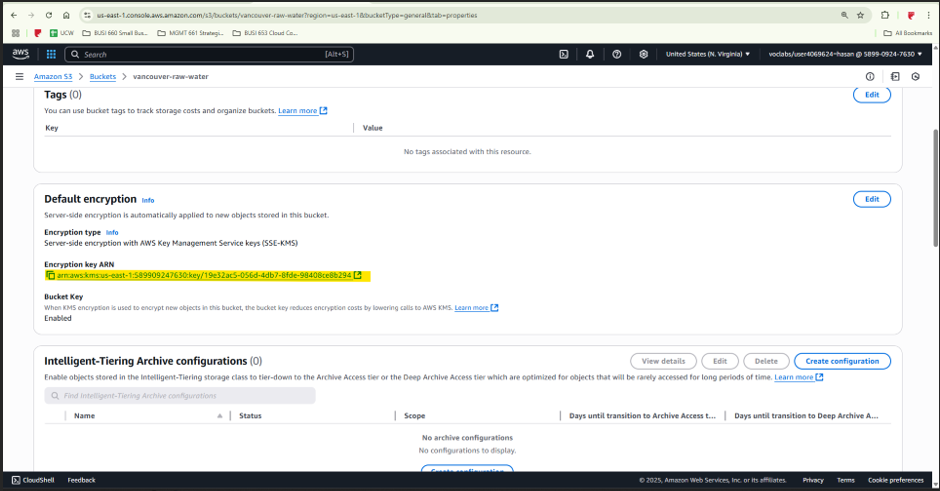 us-east-1.console.aws.amazon.com/s3/buckets/vancouver-raw-water?region=us-east-1&bucketType=general&tab=properties
UCW BUSI 660 Small Bus... MGMT 661 Strategi... BUSI 653 Cloud Co... All Bookmarks
aws Search [Alt+S] United States (N. Virginia) voclabs/user4069624=hasan @ 5899-0924-7630
Amazon S3 > Buckets > vancouver-raw-water
Tags (0) Edit
You can use bucket tags to track storage costs and organize buckets. Learn more
Key Value
No tags associated with this resource.
Default encryption Info Edit
Server-side encryption is automatically applied to new objects stored in this bucket.
Encryption type Info
Server-side encryption with AWS Key Management Service keys (SSE-KMS)
Encryption key ARN
arn:aws:kms:us-east-1:589909247630:key/19e32ac5-056d-4db7-8fde-98408ce8b294
Bucket Key
When KMS encryption is used to encrypt new objects in this bucket, the bucket key reduces encryption costs by lowering calls to AWS KMS. Learn more
Enabled
Intelligent-Tiering Archive configurations (0) View details Edit Delete Create configuration
Enable objects stored in the Intelligent-Tiering storage class to tier-down to the Archive Access tier or the Deep Archive Access tier which are optimized for objects that will be rarely accessed for long periods of time. Learn more
Find Intelligent-Tiering Archive configurations
Name Status Scope Days until transition to Archive Access t... Days until transition to Deep Archive A...
No archive configurations
No configurations to display.
Create configuration
CloudShell Feedback © 2025, Amazon Web Services, Inc. or its affiliates. Privacy Terms Cookie preferences